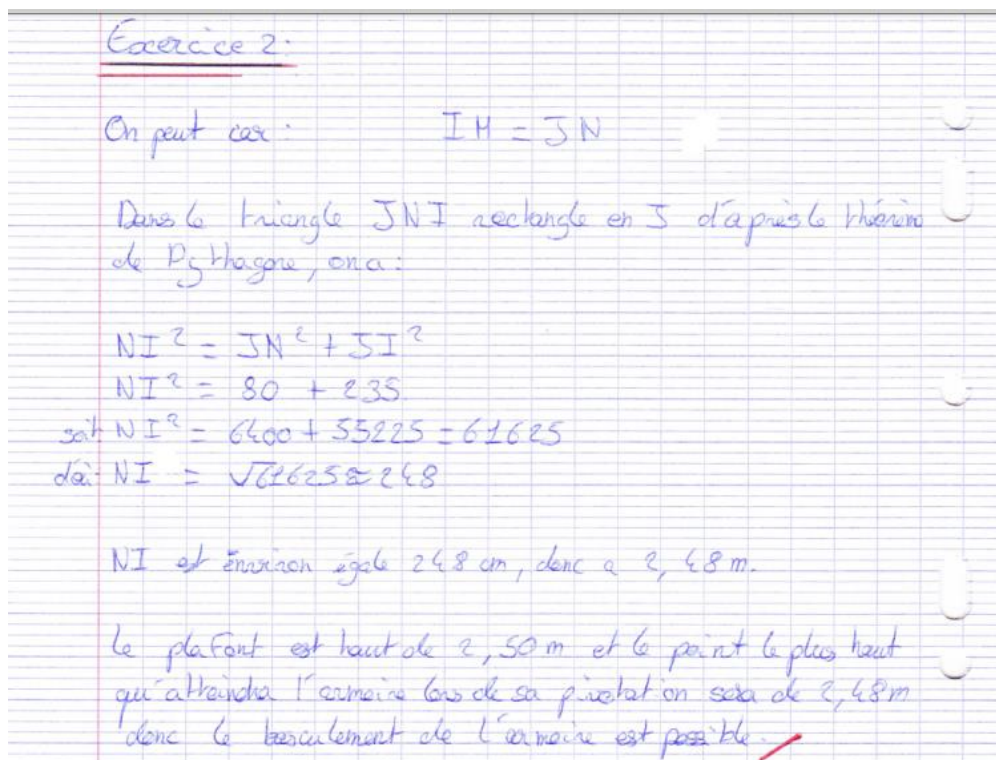 Exercice 2:
On peut car: IM = JN
Dans le triangle JNI rectangle en J d'après le théorème
de Pythagore, on a:
NI² = JN² + JI²
NI² = 80 + 235
soit NI² = 6400 + 55225 = 61625
d'où: NI = √61625 ≈ 248
NI est environ égale 248 cm, donc a 2,48 m.
le plafont est haut de 2,50 m et le point le plus haut
qu'atteindra l'armoire lors de sa pivotation sera de 2,48 m
donc le basculement de l'armoire est possible.